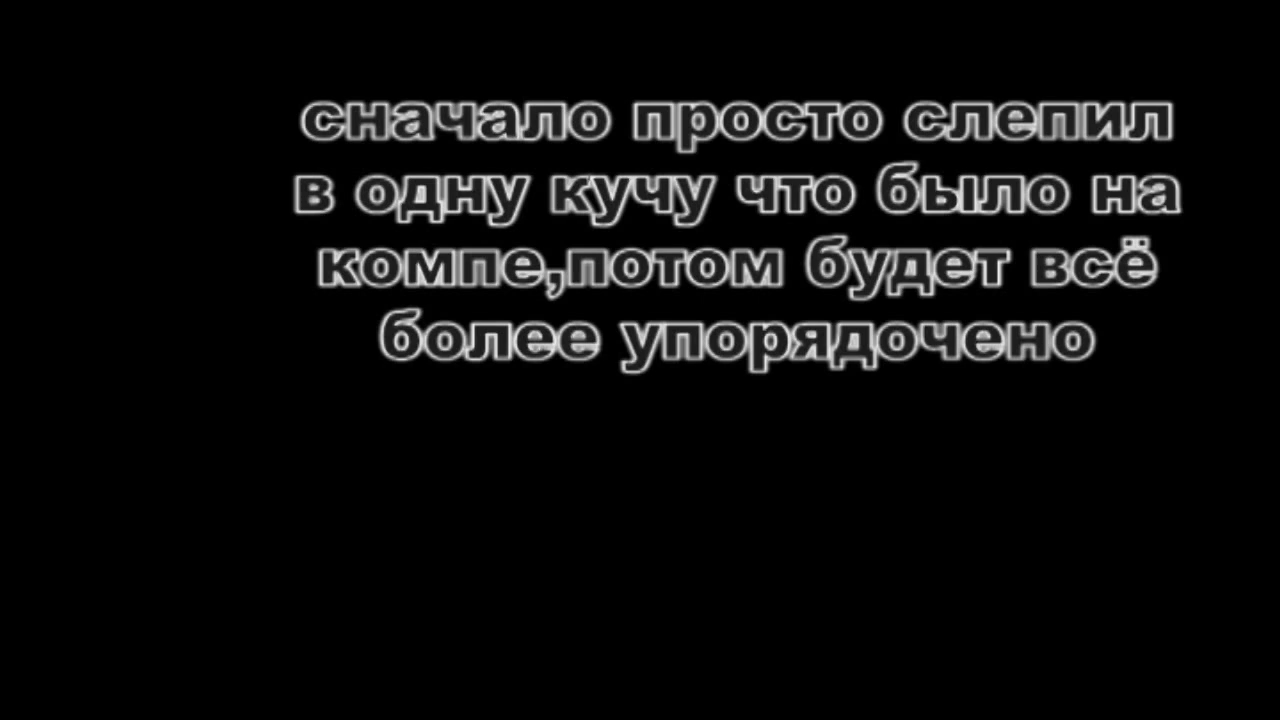 сначало просто слепил
в одну кучу что было на
компе,потом будет всё
более упорядочено